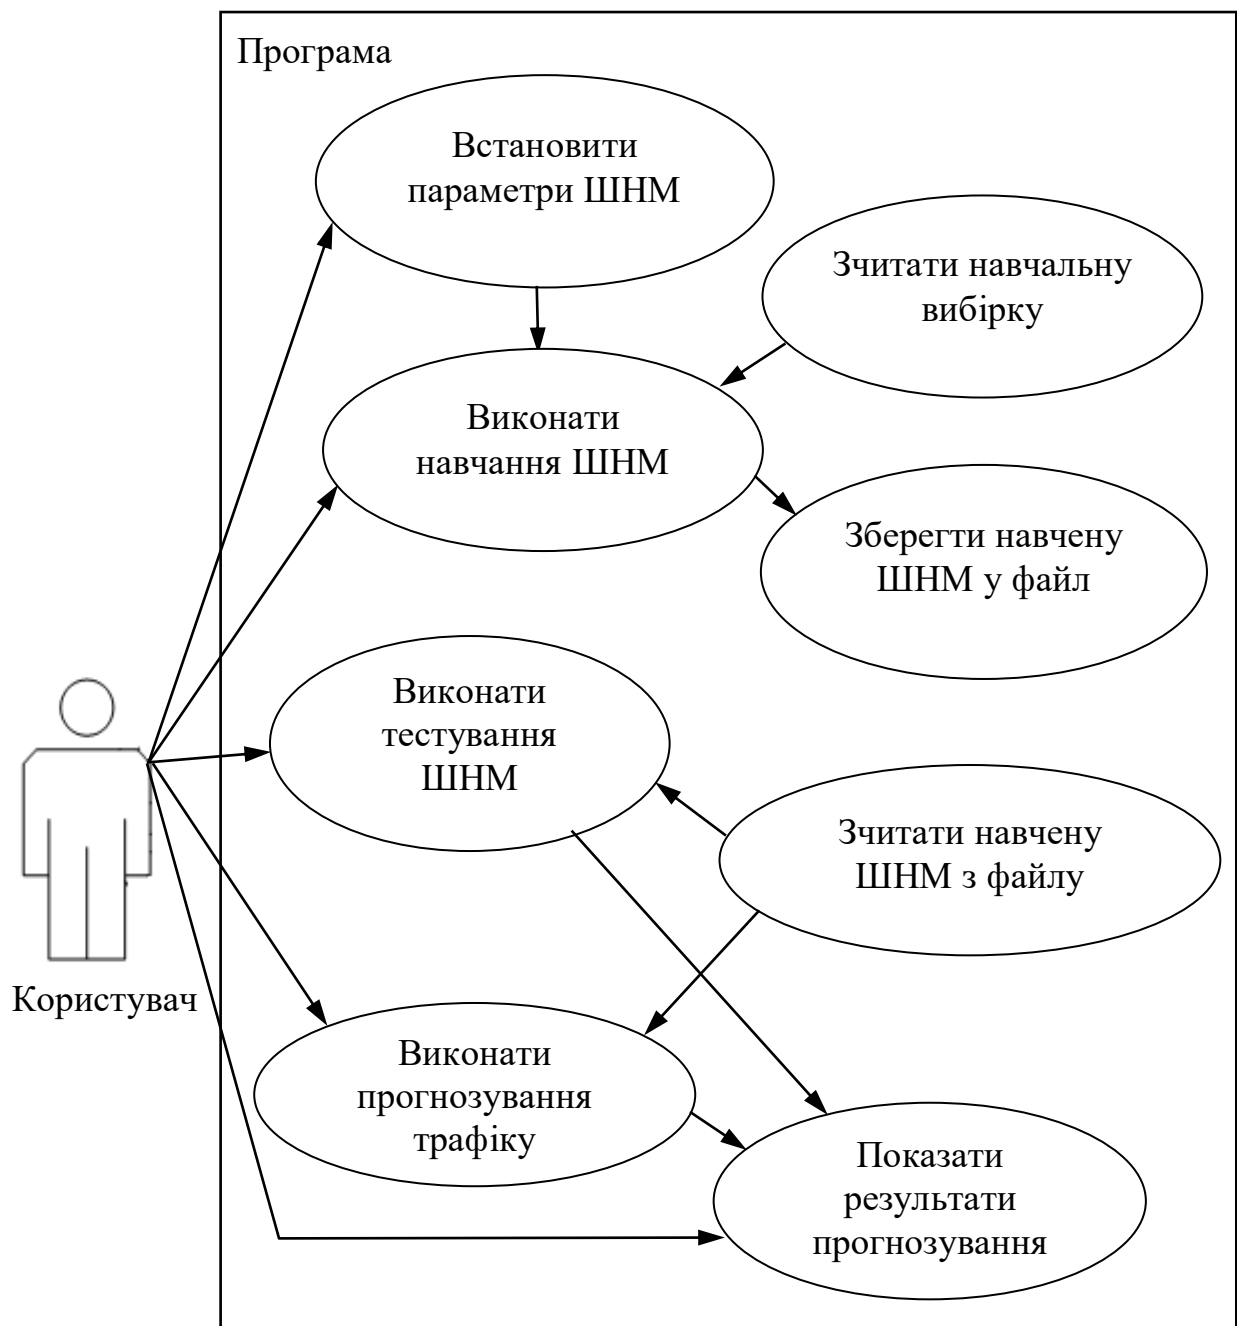 Програма
Встановити
параметри ШНМ
Зчитати навчальну
вибірку
Виконати
навчання ШНМ
Зберегти навчену
ШНМ у файл
Виконати
тестування
ШНМ
Зчитати навчену
ШНМ з файлу
Користувач
Виконати
прогнозування
трафіку
Показати
результати
прогнозування